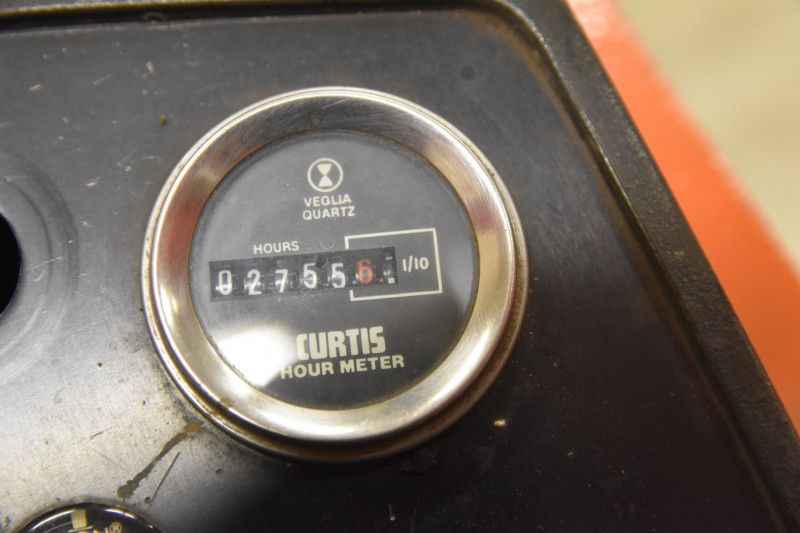 VEGLIA
QUARTZ
HOURS
027556
1/10
CURTIS
HOUR METER